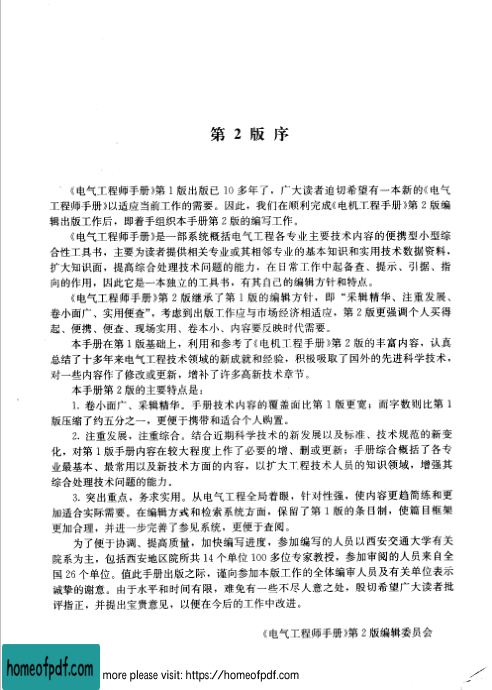 第 2 版 序
《电气工程师手册》第 1 版出版已 10 多年了，广大读者迫切希望有一本新的《电气
工程师手册》以适应当前工作的需要。因此，我们在顺利完成《电机工程手册》第 2 版编
辑出版工作后，即着手组织本手册第 2 版的编写工作。
《电气工程师手册》是一部系统概括电气工程各专业主要技术内容的便携型小型综
合性工具书，主要为读者提供相关专业或其相邻专业的基本知识和实用技术数据资料，
扩大知识面，提高综合处理技术问题的能力，在日常工作中起备查、提示、引据、指
向的作用，因此它是一本独立的工具书，有其自己的编辑方针和特点。
《电气工程师手册》第 2 版继承了第 1 版的编辑方针，即“采辑精华、注重发展、
卷小面广、实用便查”，考虑到出版工作应与市场经济相适应，第 2 版更强调个人买得
起、便携、便查、现场实用、卷本小、内容要反映时代需要。
本手册在第 1 版基础上，利用和参考了《电机工程手册》第 2 版的丰富内容，认真
总结了十多年来电气工程技术领域的新成就和经验，积极吸取了国外的先进科学技术，
对一些内容作了修改或更新，增补了许多高新技术章节。
本手册第 2 版的主要特点是：
1. 卷小面广、采辑精华。手册技术内容的覆盖面比第 1 版更宽；而字数则比第 1
版压缩了约五分之一，更便于携带和适合个人购置。
2. 注重发展，注重综合。结合近期科学技术的新发展以及标准、技术规范的新变
化，对第 1 版手册内容在较大程度上作了必要的增、删或更新；手册综合概括了各专
业最基本、最常用以及新技术方面的内容，以扩大工程技术人员的知识领域，增强其
综合处理技术问题的能力。
3. 突出重点，务求实用。从电气工程全局着眼，针对性强，使内容更趋简练和更
加适合实际需要。在编辑方式和检索系统方面，保留了第 1 版的条目制，使篇目框架
更加合理，并进一步完善了参见系统，更便于查阅。
为了便于协调、提高质量，加快编写进度，参加编写的人员以西安交通大学有关
院系为主，包括西安地区院所共 14 个单位 100 多位专家教授，参加审阅的人员来自全
国 26 个单位。值此手册出版之际，谨向参加本版工作的全体编审人员及有关单位表示
诚挚的谢意。由于水平和时间有限，难免有一些不尽人意之处，殷切希望广大读者批
评指正，并提出宝贵意见，以便在今后的工作中改进。
《电气工程师手册》第 2 版编辑委员会
homeofpdf.com
more please visit: https://homeofpdf.com